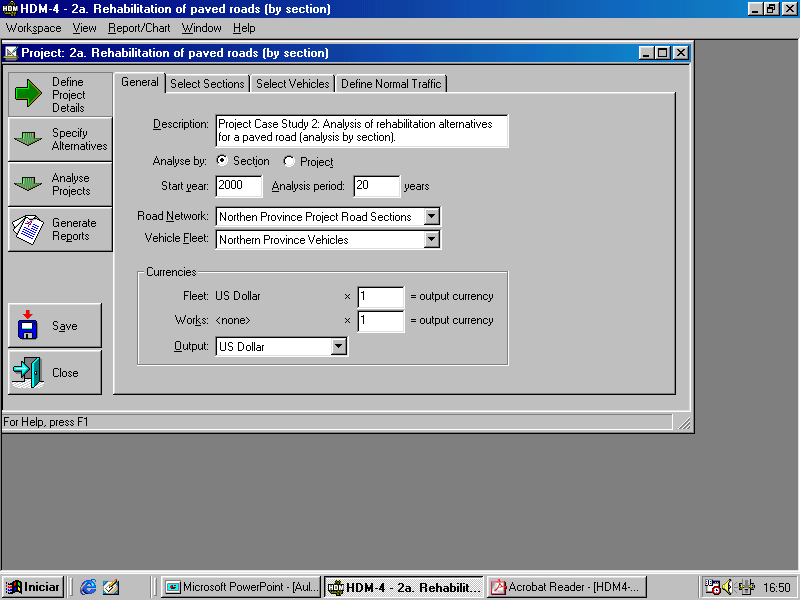 HDM-4 - 2a. Rehabilitation of paved roads (by section)
Workspace View Report/Chart Window Help
Project: 2a. Rehabilitation of paved roads (by section)
Define
Project
Details
Specify
Alternatives
Analyse
Projects
Generate
Reports
Save
Close
General Select Sections Select Vehicles Define Normal Traffic
Description: Project Case Study 2: Analysis of rehabilitation alternatives
for a paved road (analysis by section).
Analyse by: Section Project
Start year: 2000 Analysis period: 20 years
Road Network: Northen Province Project Road Sections
Vehicle Fleet: Northern Province Vehicles
Currencies
Fleet: US Dollar × 1 = output currency
Works: <none> × 1 = output currency
Output: US Dollar
For Help, press F1
Iniciar Microsoft PowerPoint - [Aul... HDM-4 - 2a. Rehabilit... Acrobat Reader - [HDM4-... 16:50